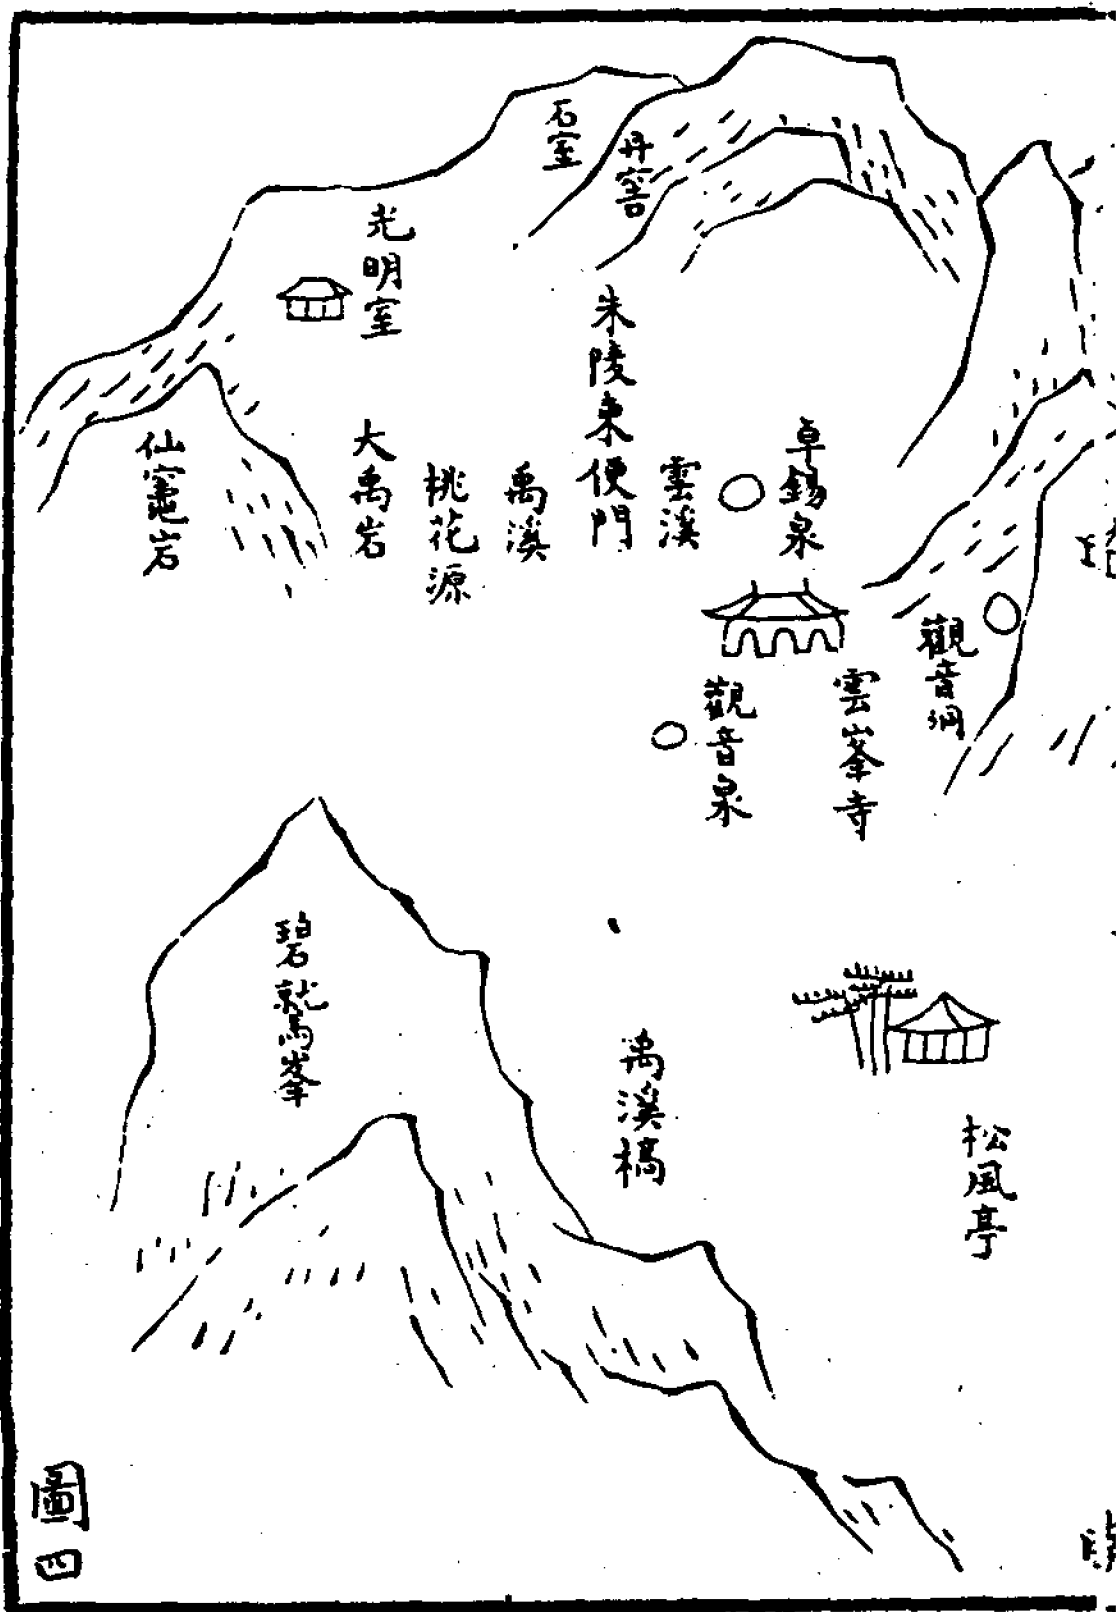 石室
丹窖
光明室
朱陵東便門
卓錫泉
雲溪
禹溪
桃花源
大禹岩
仙竈岩
觀音洞
雲峯寺
觀音泉
碧乾峯
禹溪橋
松風亭
圖四